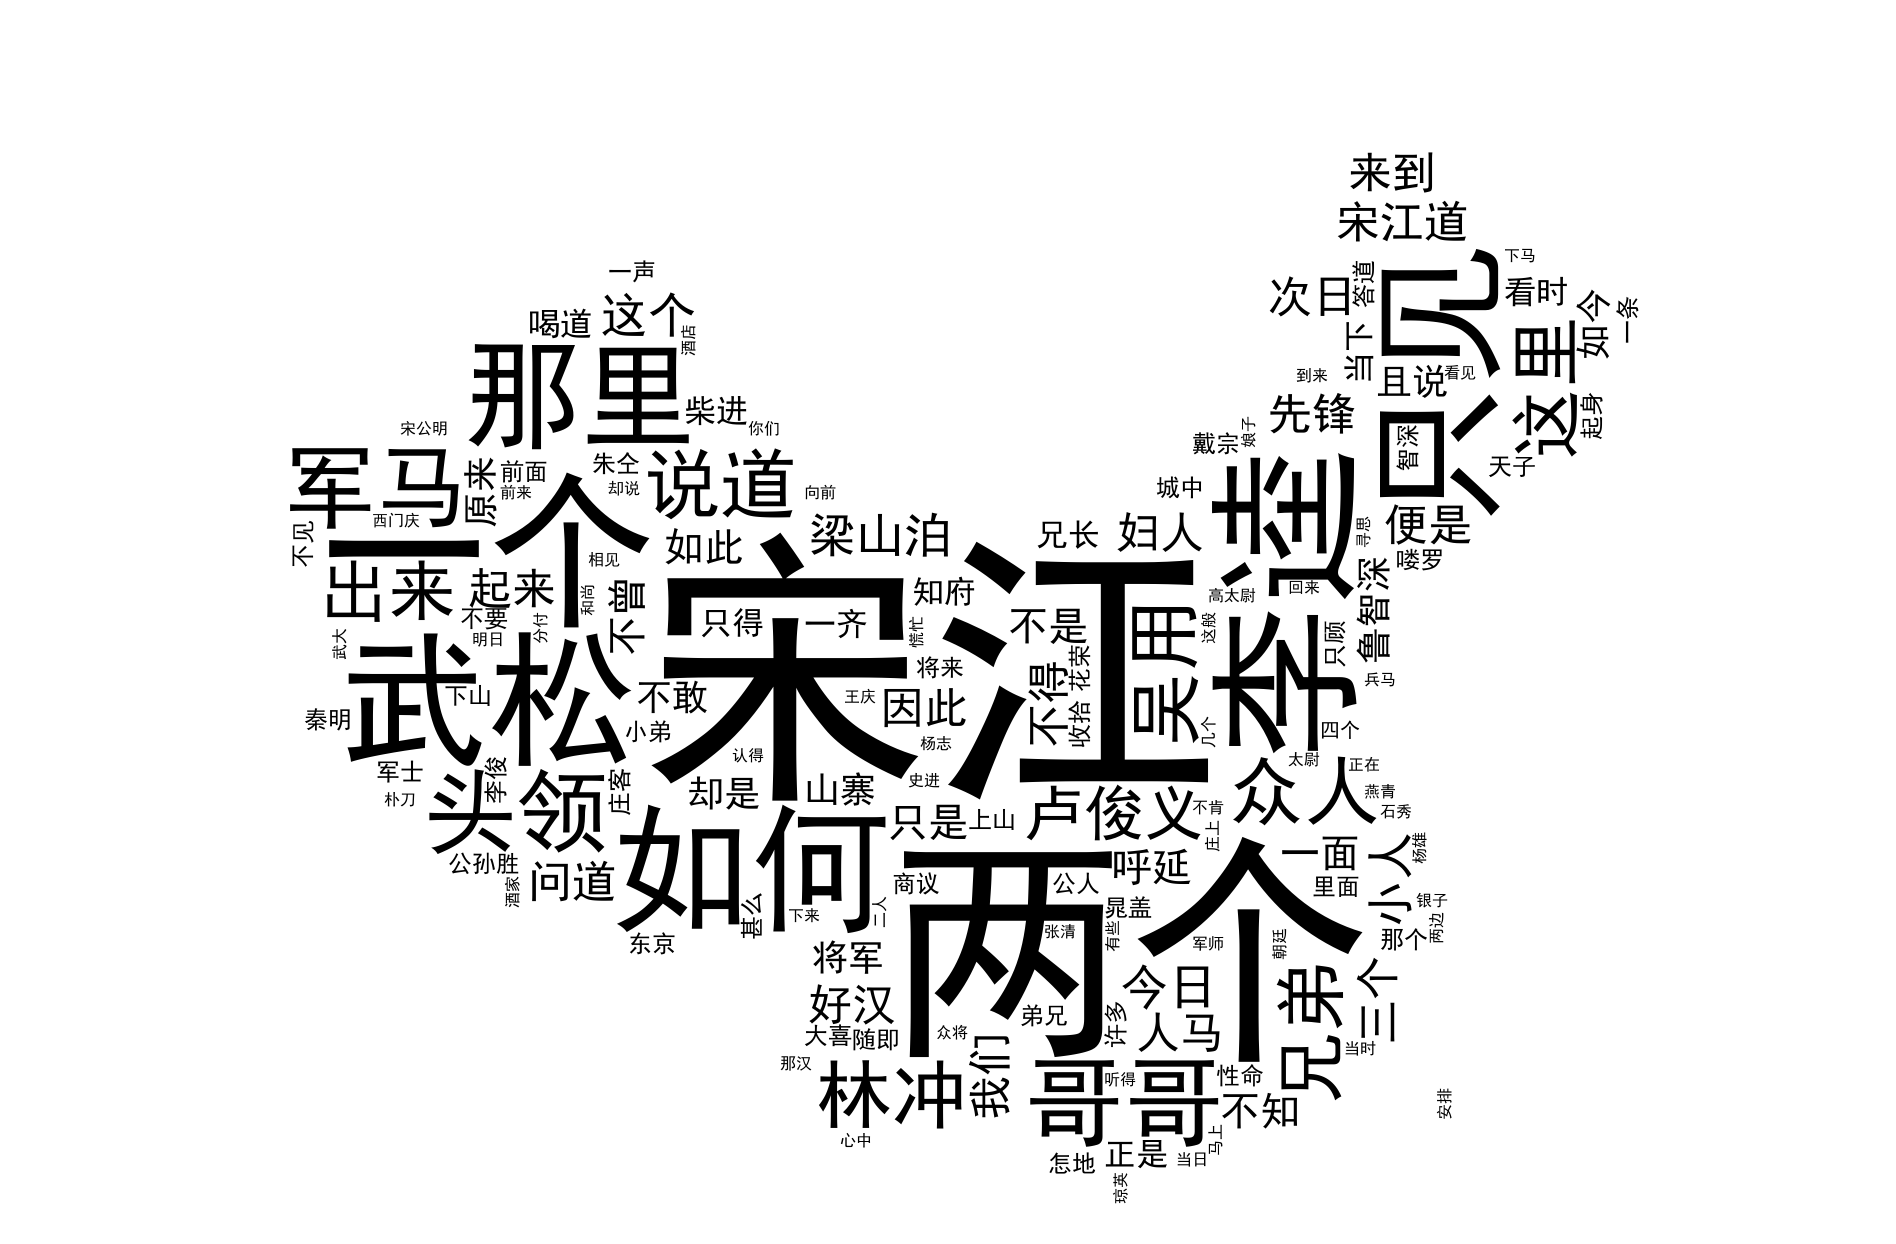 来到
宋江道
一声
下马
这个
喝道
次日
答道
只见
看时
如今
一条
酒店
当下
这里
那里
到来
且说
看见
柴进
先锋
起身
宋公明
你们
戴宗
娘子
智深
军马
原来
前面
朱仝
说道
天子
前来
却说
向前
城中
李逵
西门庆
一个
不见
如此
梁山泊
兄长
妇人
寻思
便是
出来
起来
相见
宋江
喽罗
不曾
和尚
知府
高太尉
回来
鲁智深
不要
明日
分付
只得
一齐
慌忙
不是
吴用
这般
只顾
武大
武松
下山
将来
不得
花荣
兵马
秦明
不敢
王庆
因此
收拾
几个
四个
小弟
杨志
认得
太尉
正在
军士
李俊
庄客
却是
山寨
史进
众人
燕青
朴刀
头领
如何
只是
上山
卢俊义
不肯
石秀
庄上
公孙胜
问道
酒家
两个
呼延
一面
小人
杨雄
商议
公人
里面
甚么
下来
二人
晁盖
银子
东京
张清
有些
军师
朝廷
那个
两边
将军
好汉
今日
兄弟
三个
大喜
随即
众将
弟兄
许多
人马
那汉
我们
当时
林冲
哥哥
听得
性命
不知
安排
心中
怎地
正是
当日
马上
琼英